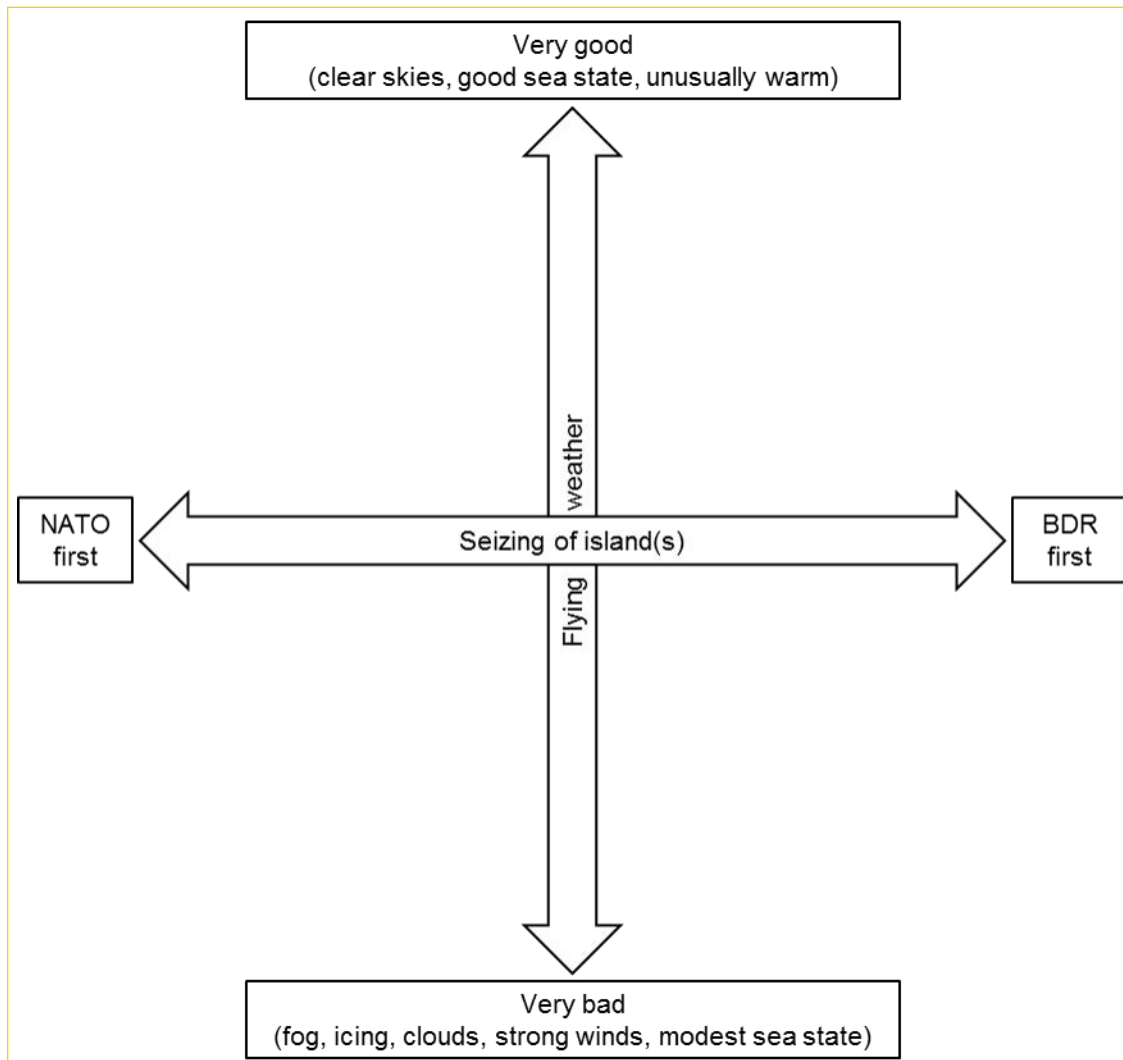 Very good
(clear skies, good sea state, unusually warm)
Flying weather
NATO
first
Seizing of island(s)
BDR
first
Very bad
(fog, icing, clouds, strong winds, modest sea state)